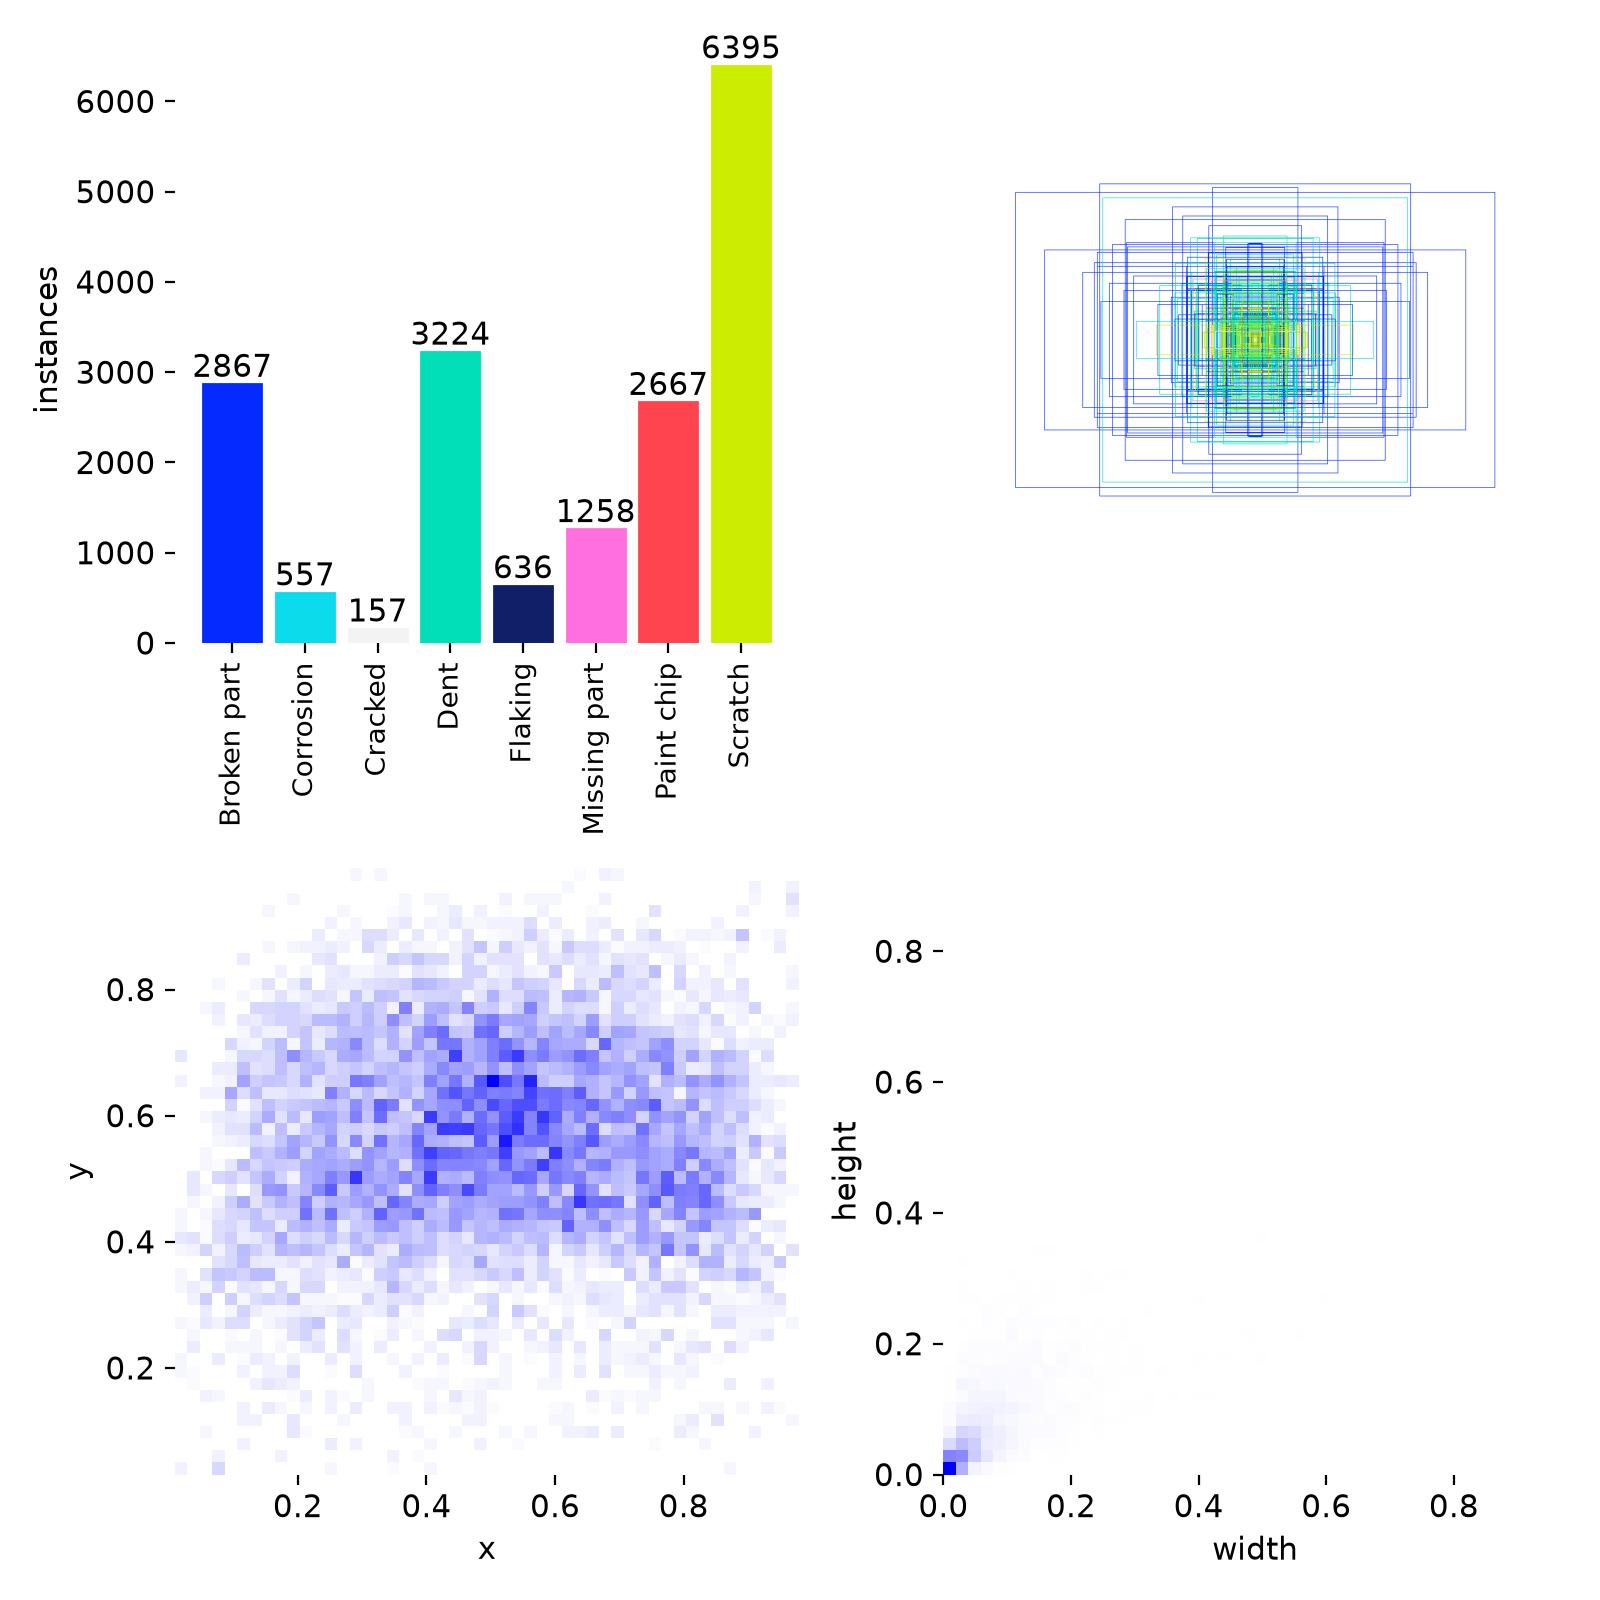 6395
6000
5000
4000
3224
3000
2867
2667
2000
1258
1000
636
557
157
0
instances
Broken part
Corrosion
Cracked
Dent
Flaking
Missing part
Paint chip
Scratch
0.8
0.6
0.4
0.2
y
0.2 0.4 0.6 0.8
x
0.8
0.6
0.4
0.2
0.0
height
0.0 0.2 0.4 0.6 0.8
width